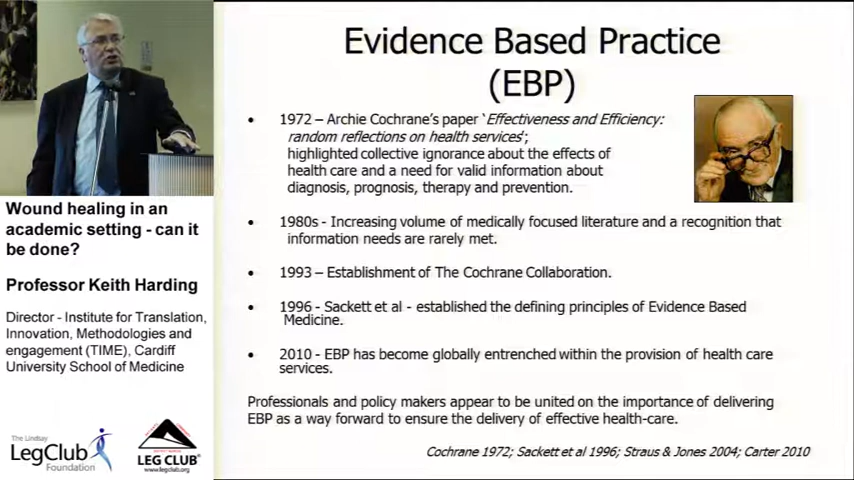 Evidence Based Practice
(EBP)
• 1972 – Archie Cochrane's paper 'Effectiveness and Efficiency:
random reflections on health services';
highlighted collective ignorance about the effects of
health care and a need for valid information about
diagnosis, prognosis, therapy and prevention.
• 1980s - Increasing volume of medically focused literature and a recognition that
information needs are rarely met.
• 1993 – Establishment of The Cochrane Collaboration.
• 1996 - Sackett et al - established the defining principles of Evidence Based
Medicine.
• 2010 - EBP has become globally entrenched within the provision of health care
services.
Professionals and policy makers appear to be united on the importance of delivering
EBP as a way forward to ensure the delivery of effective health-care.
Cochrane 1972; Sackett et al 1996; Straus & Jones 2004; Carter 2010
Wound healing in an
academic setting - can it
be done?
Professor Keith Harding
Director - Institute for Translation,
Innovation, Methodologies and
engagement (TIME), Cardiff
University School of Medicine
The Lindsay
LegClub
Foundation
LEG CLUB®
www.legclub.org